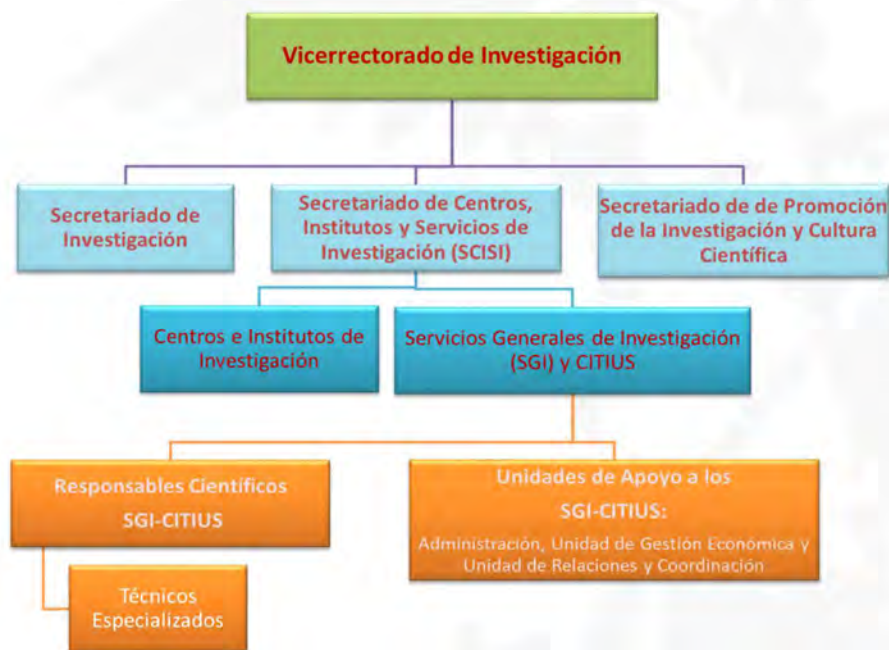 Vicerrectorado de Investigación
Secretariado de
Investigación
Secretariado de Centros,
Institutos y Servicios de
Investigación (SCISI)
Secretariado de de Promoción
de la Investigación y Cultura
Científica
Centros e Institutos de
Investigación
Servicios Generales de Investigación
(SGI) y CITIUS
Responsables Científicos
SGI-CITIUS
Unidades de Apoyo a los
SGI-CITIUS:
Administración, Unidad de Gestión Económica y
Unidad de Relaciones y Coordinación
Técnicos
Especializados